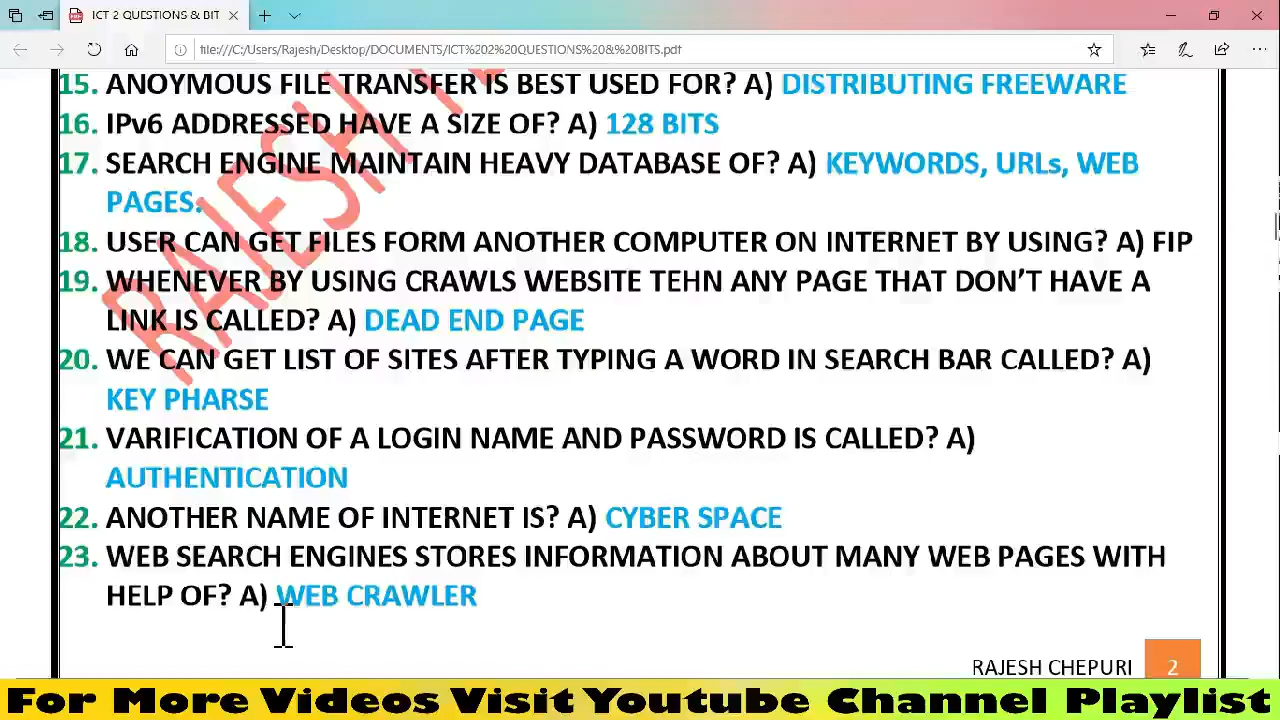 ICT 2 QUESTIONS & BIT
file:///C:/Users/Rajesh/Desktop/DOCUMENTS/ICT%202%20QUESTIONS%20&%20BITS.pdf
15. ANOYMOUS FILE TRANSFER IS BEST USED FOR? A) DISTRIBUTING FREEWARE
16. IPv6 ADDRESSED HAVE A SIZE OF? A) 128 BITS
17. SEARCH ENGINE MAINTAIN HEAVY DATABASE OF? A) KEYWORDS, URLs, WEB
PAGES.
18. USER CAN GET FILES FORM ANOTHER COMPUTER ON INTERNET BY USING? A) FIP
19. WHENEVER BY USING CRAWLS WEBSITE TEHN ANY PAGE THAT DON’T HAVE A
LINK IS CALLED? A) DEAD END PAGE
20. WE CAN GET LIST OF SITES AFTER TYPING A WORD IN SEARCH BAR CALLED? A)
KEY PHARSE
21. VARIFICATION OF A LOGIN NAME AND PASSWORD IS CALLED? A)
AUTHENTICATION
22. ANOTHER NAME OF INTERNET IS? A) CYBER SPACE
23. WEB SEARCH ENGINES STORES INFORMATION ABOUT MANY WEB PAGES WITH
HELP OF? A) WEB CRAWLER
RAJESH
RAJESH CHEPURI 2
For More Videos Visit Youtube Channel Playlist